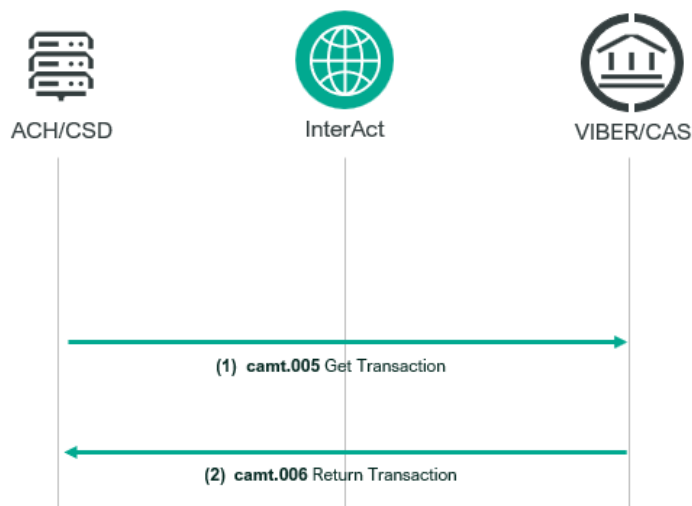 ACH/CSD
InterAct
VIBER/CAS
(1) camt.005 Get Transaction
(2) camt.006 Return Transaction